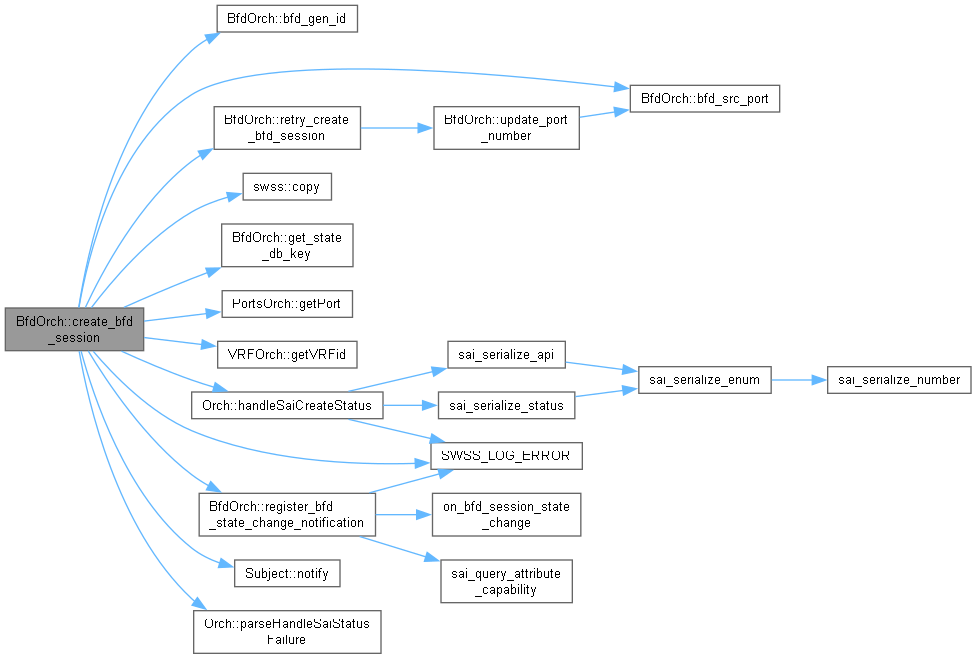 BfdOrch::bfd_gen_id
BfdOrch::bfd_src_port
BfdOrch::retry_create
_bfd_session
BfdOrch::update_port
_number
swss::copy
BfdOrch::get_state
_db_key
PortsOrch::getPort
BfdOrch::create_bfd
_session
VRFOrch::getVRFid
sai_serialize_api
sai_serialize_enum
sai_serialize_number
Orch::handleSaiCreateStatus
sai_serialize_status
SWSS_LOG_ERROR
BfdOrch::register_bfd
_state_change_notification
on_bfd_session_state
_change
Subject::notify
sai_query_attribute
_capability
Orch::parseHandleSaiStatus
Failure